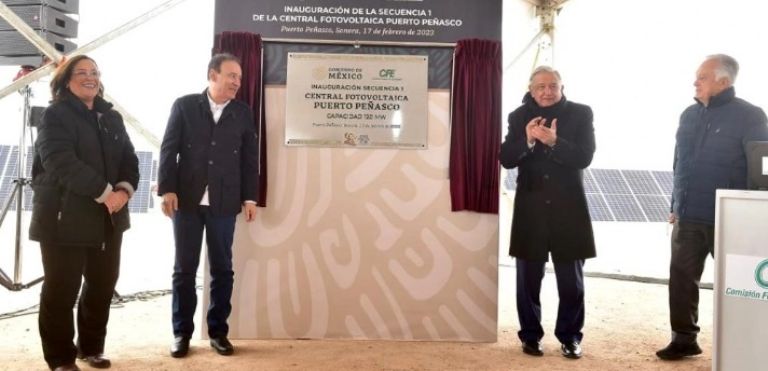 INAUGURACIÓN DE LA SECUENCIA 1
DE LA CENTRAL FOTOVOLTAICA PUERTO PEÑASCO
Puerto Peñasco, Sonora, 17 de febrero de 2023
GOBIERNO DE
MÉXICO
CFE
INAUGURACIÓN SECUENCIA 1
CENTRAL FOTOVOLTAICA
PUERTO PEÑASCO
CAPACIDAD 120 MW
CFE
Comisión F